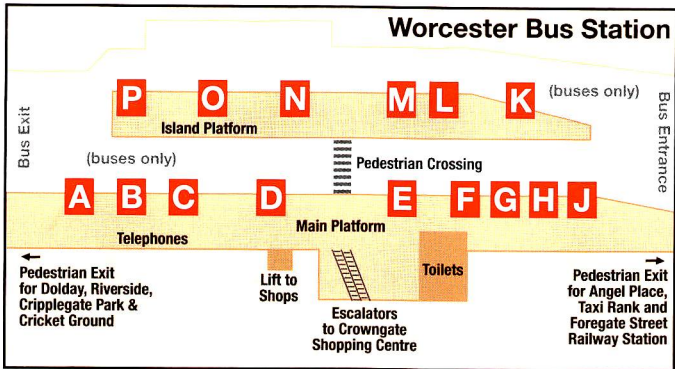 Worcester Bus Station
P
O
N
M
L
K
(buses only)
Island Platform
Bus Exit
Bus Entrance
(buses only)
Pedestrian Crossing
A
B
C
D
E
F
G
H
J
Main Platform
Telephones
Pedestrian Exit
for Dolday, Riverside,
Cripplegate Park &
Cricket Ground
Lift to
Shops
Escalators
to Crowngate
Shopping Centre
Toilets
Pedestrian Exit
for Angel Place,
Taxi Rank and
Foregate Street
Railway Station